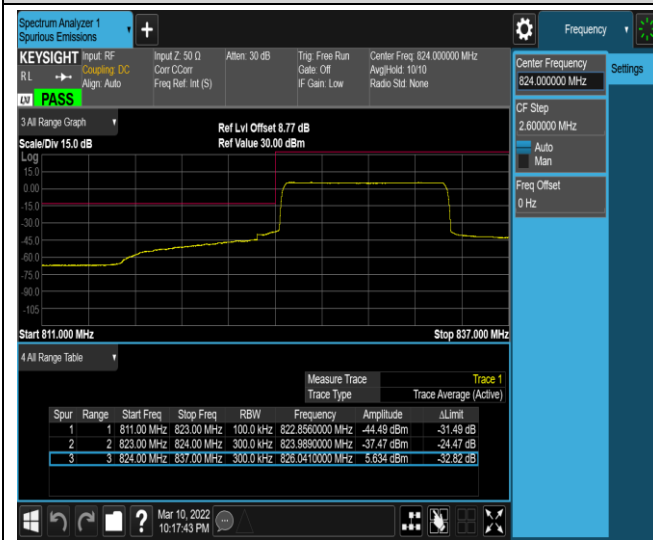 Spectrum Analyzer 1
Spurious Emissions
+
Frequency
KEYSIGHT Input: RF Input Z: 50 Ω Atten: 30 dB Trig: Free Run Center Freq: 824.000000 MHz
RL Coupling: DC Corr CCorr Gate: Off Avg|Hold: 10/10
Align: Auto Freq Ref: Int (S) IF Gain: Low Radio Std: None
LXI PASS
Center Frequency
824.000000 MHz
Settings
CF Step
2.600000 MHz
Auto
Man
Freq Offset
0 Hz
3 All Range Graph
Ref Lvl Offset 8.77 dB
Scale/Div 15.0 dB Ref Value 30.00 dBm
Log
15.0
0.00
-15.0
-30.0
-45.0
-60.0
-75.0
-90.0
-105
Start 811.000 MHz Stop 837.000 MHz
4 All Range Table
Measure Trace Trace 1
Trace Type Trace Average (Active)
Spur Range Start Freq Stop Freq RBW Frequency Amplitude ΔLimit
1 1 811.00 MHz 823.00 MHz 100.0 kHz 822.8560000 MHz -44.49 dBm -31.49 dB
2 2 823.00 MHz 824.00 MHz 300.0 kHz 823.9890000 MHz -37.47 dBm -24.47 dB
3 3 824.00 MHz 837.00 MHz 300.0 kHz 826.0410000 MHz 5.634 dBm -32.82 dB
? Mar 10, 2022
10:17:43 PM